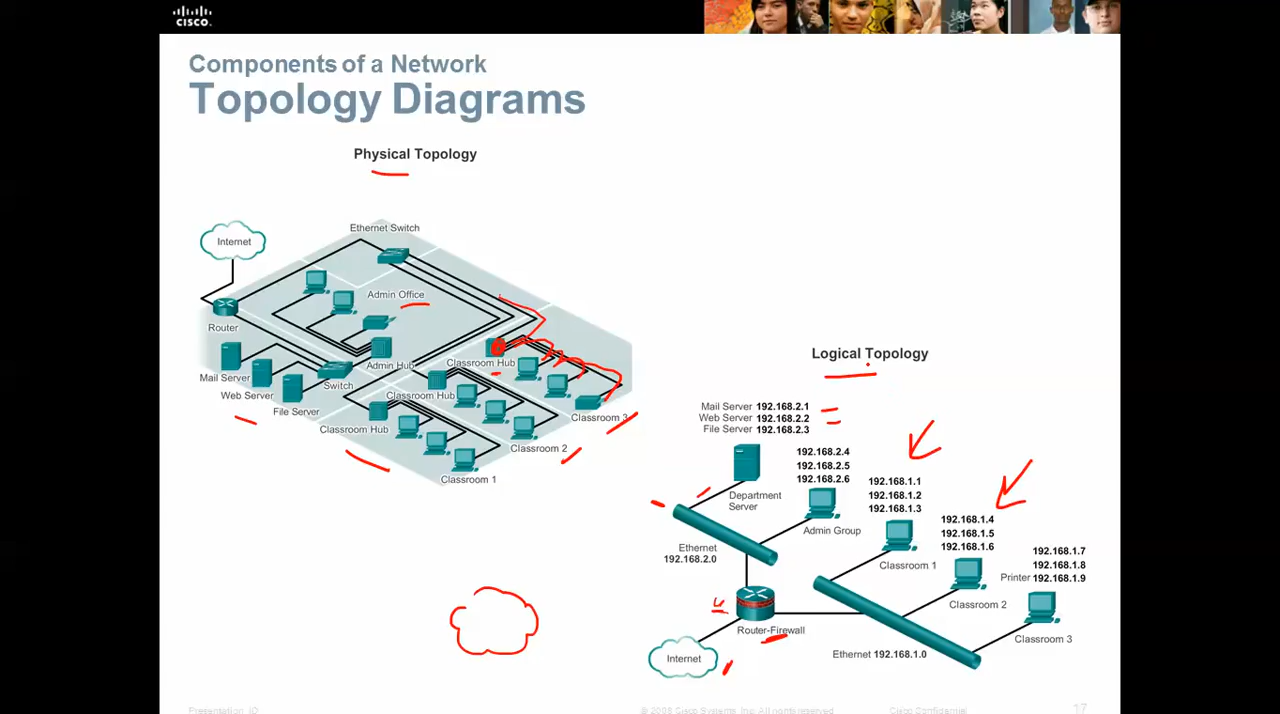 CISCO
Components of a Network
Topology Diagrams
Physical Topology
Internet
Ethernet Switch
Admin Office
Router
Mail Server
Web Server
File Server
Switch
Admin Hub
Classroom Hub
Classroom Hub
Classroom Hub
Classroom 3
Classroom 2
Classroom 1
Logical Topology
Mail Server 192.168.2.1
Web Server 192.168.2.2
File Server 192.168.2.3
192.168.2.4
192.168.2.5
192.168.2.6
192.168.1.1
192.168.1.2
192.168.1.3
192.168.1.4
192.168.1.5
192.168.1.6
192.168.1.7
192.168.1.8
Printer 192.168.1.9
Department
Server
Admin Group
Classroom 1
Classroom 2
Classroom 3
Ethernet
192.168.2.0
Router-Firewall
Internet
Ethernet 192.168.1.0
Presentation_ID
© 2008 Cisco Systems, Inc. All rights reserved.
Cisco Confidential
17